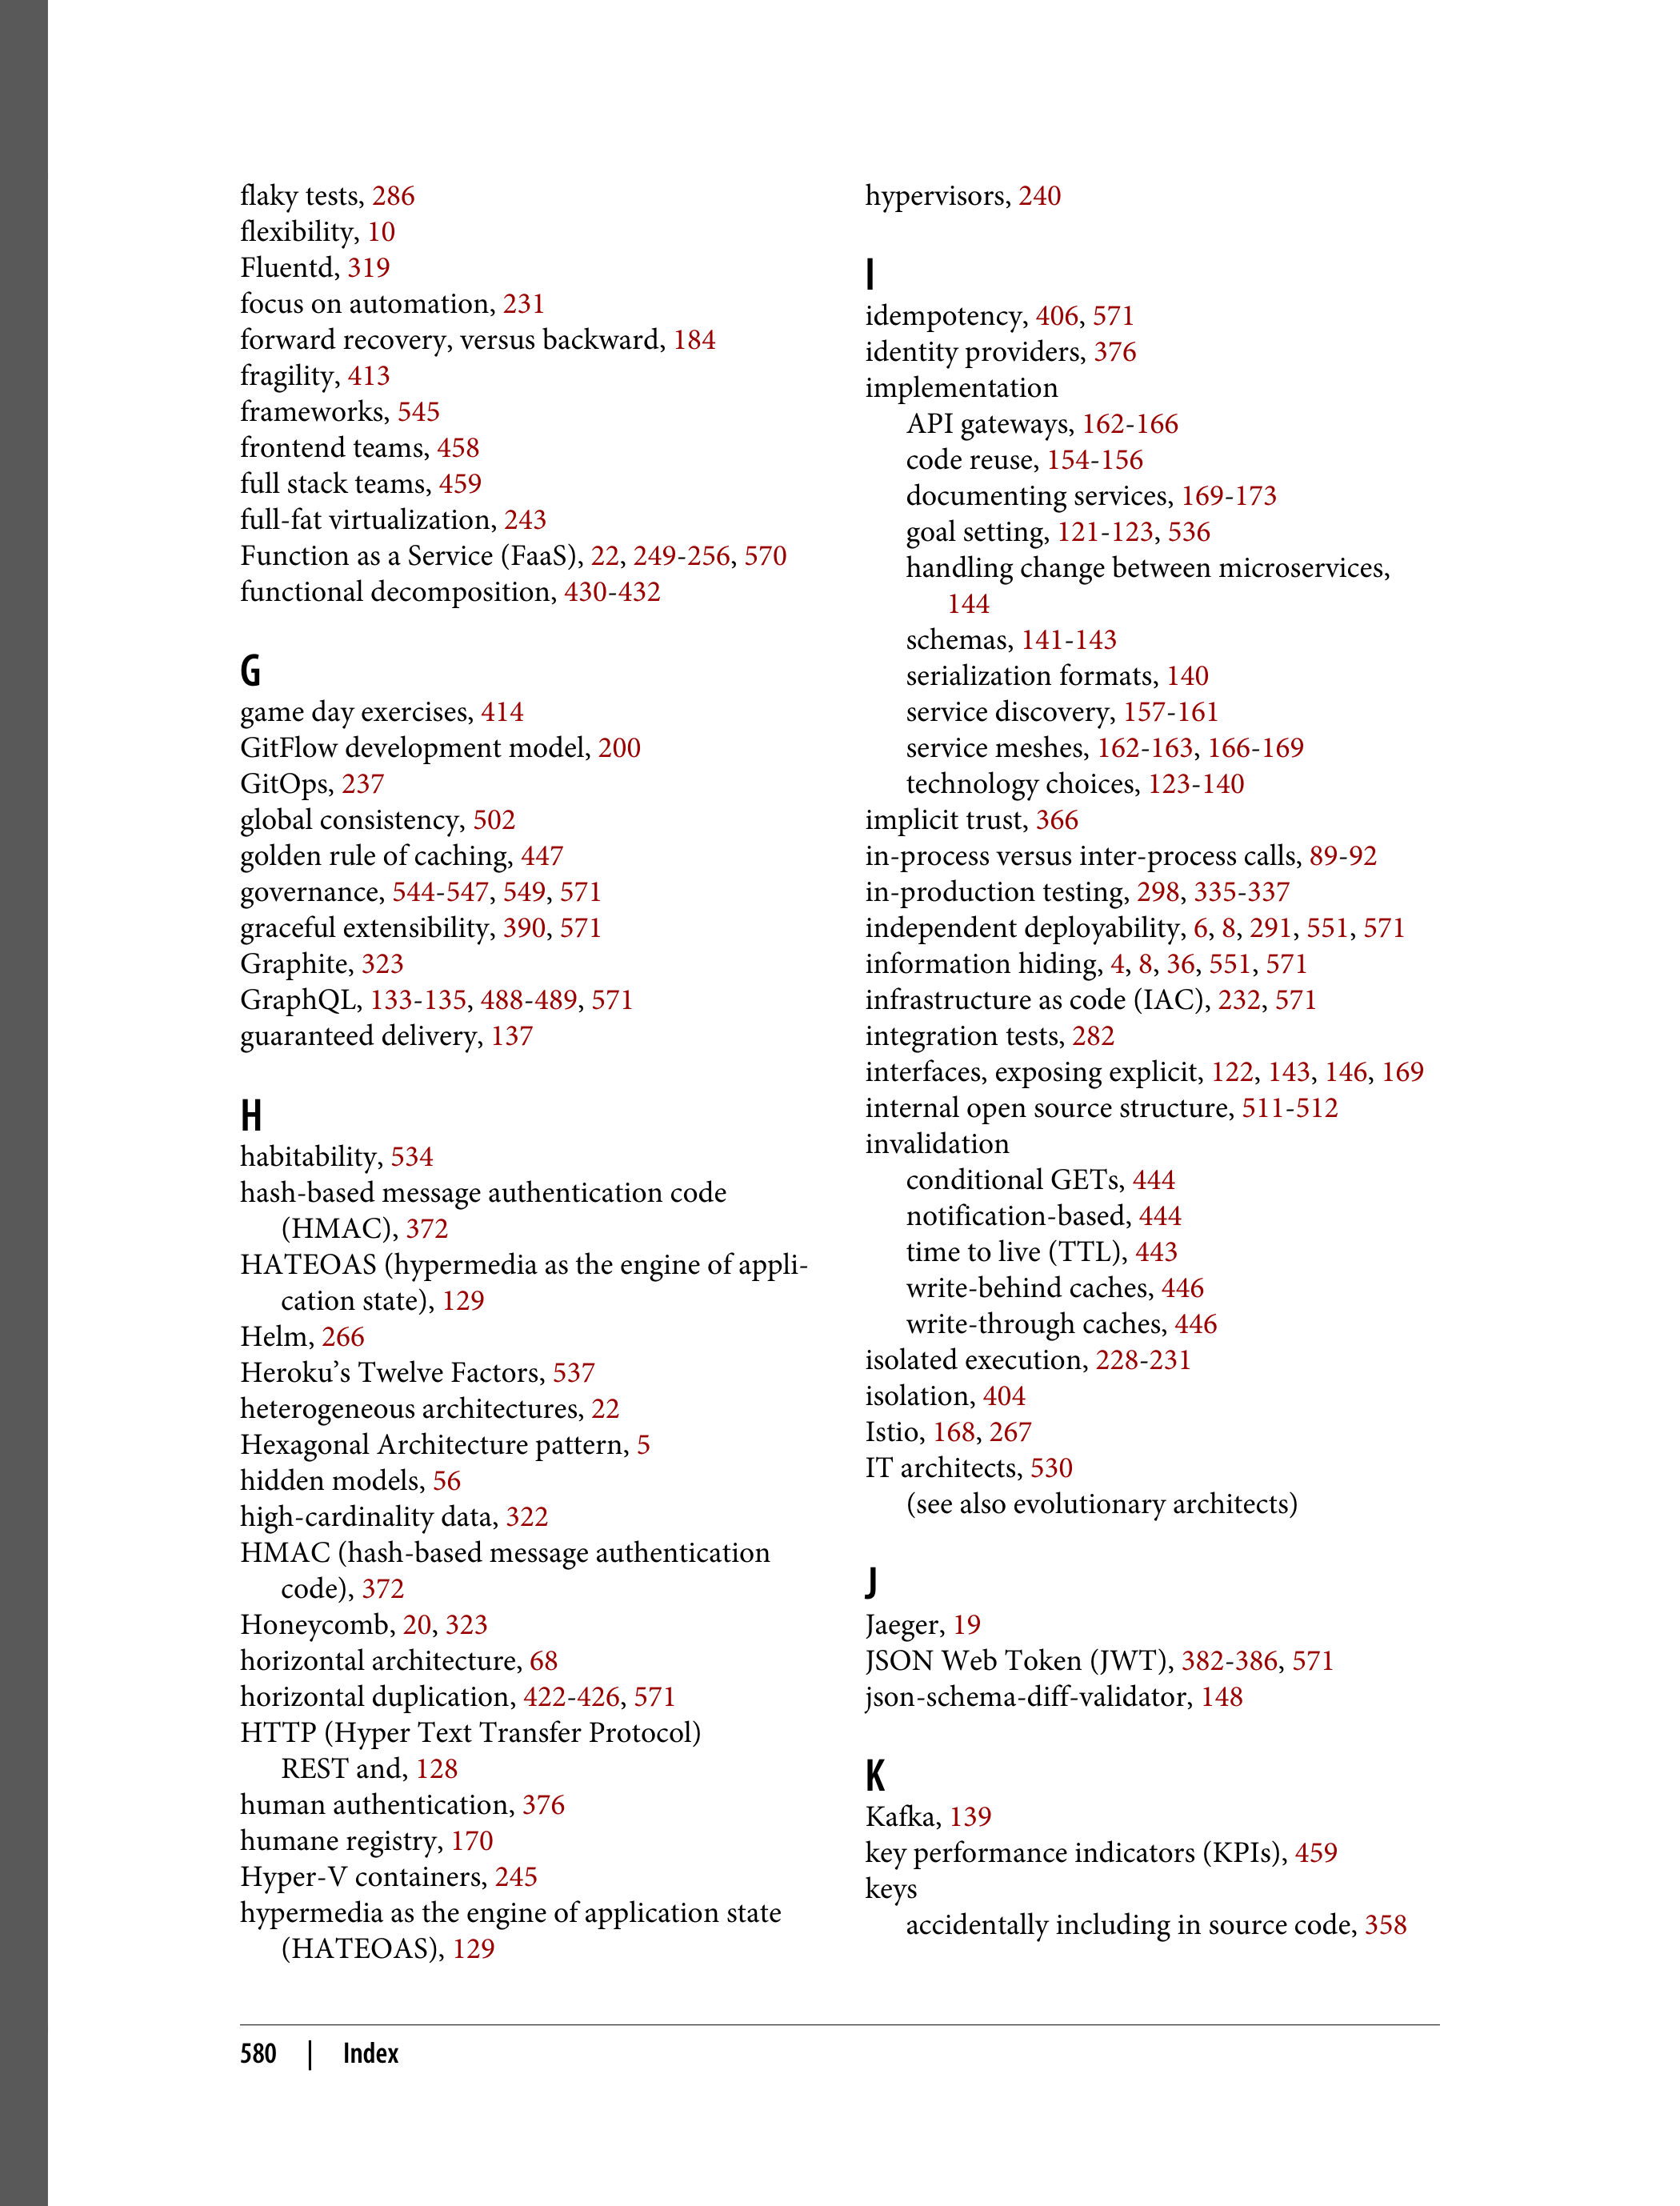 flaky tests, 286
flexibility, 10
Fluentd, 319
focus on automation, 231
forward recovery, versus backward, 184
fragility, 413
frameworks, 545
frontend teams, 458
full stack teams, 459
full-fat virtualization, 243
Function as a Service (FaaS), 22, 249-256, 570
functional decomposition, 430-432
G
game day exercises, 414
GitFlow development model, 200
GitOps, 237
global consistency, 502
golden rule of caching, 447
governance, 544-547, 549, 571
graceful extensibility, 390, 571
Graphite, 323
GraphQL, 133-135, 488-489, 571
guaranteed delivery, 137
H
habitability, 534
hash-based message authentication code
(HMAC), 372
HATEOAS (hypermedia as the engine of appli-
cation state), 129
Helm, 266
Heroku’s Twelve Factors, 537
heterogeneous architectures, 22
Hexagonal Architecture pattern, 5
hidden models, 56
high-cardinality data, 322
HMAC (hash-based message authentication
code), 372
Honeycomb, 20, 323
horizontal architecture, 68
horizontal duplication, 422-426, 571
HTTP (Hyper Text Transfer Protocol)
REST and, 128
human authentication, 376
humane registry, 170
Hyper-V containers, 245
hypermedia as the engine of application state
(HATEOAS), 129
hypervisors, 240
I
idempotency, 406, 571
identity providers, 376
implementation
API gateways, 162-166
code reuse, 154-156
documenting services, 169-173
goal setting, 121-123, 536
handling change between microservices,
144
schemas, 141-143
serialization formats, 140
service discovery, 157-161
service meshes, 162-163, 166-169
technology choices, 123-140
implicit trust, 366
in-process versus inter-process calls, 89-92
in-production testing, 298, 335-337
independent deployability, 6, 8, 291, 551, 571
information hiding, 4, 8, 36, 551, 571
infrastructure as code (IAC), 232, 571
integration tests, 282
interfaces, exposing explicit, 122, 143, 146, 169
internal open source structure, 511-512
invalidation
conditional GETs, 444
notification-based, 444
time to live (TTL), 443
write-behind caches, 446
write-through caches, 446
isolated execution, 228-231
isolation, 404
Istio, 168, 267
IT architects, 530
(see also evolutionary architects)
J
Jaeger, 19
JSON Web Token (JWT), 382-386, 571
json-schema-diff-validator, 148
K
Kafka, 139
key performance indicators (KPIs), 459
keys
accidentally including in source code, 358
580 | Index